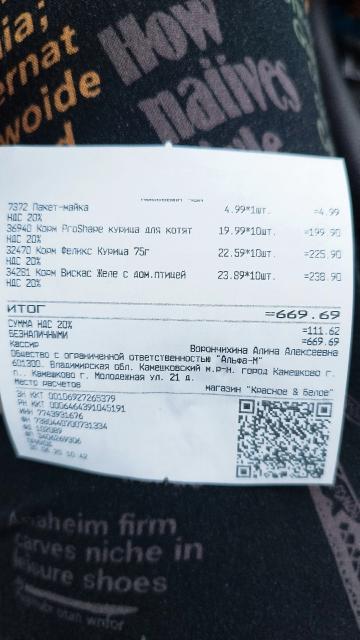 How
ernat
woide
naiives
7372 Пакет-майка 4.99*1шт. =4.99
НДС 20%
36940 Корм ProShape курица для котят 19.99*10шт. =199.90
НДС 20%
32470 Корм Феликс Курица 75г 22.59*10шт. =225.90
НДС 20%
34281 Корм Вискас Желе с дом.птицей 23.89*10шт. =238.90
НДС 20%
ИТОГ =669.69
СУММА НДС 20% =111.62
БЕЗНАЛИЧНЫМИ =669.69
Кассир Ворончихина Алина Алексеевна
Общество с ограниченной ответственностью "Альфа-М"
601300, Владимирская обл. Камешковский м.р-н. город Камешково г.
п., Камешково г. Молодежная ул. 21 д.
Место расчетов магазин "Красное & Белое"
ЗН ККТ 00106927265379
РН ККТ 0006464391045191
ИНН 7743931676
ФН 7380440700731334
firm
carves niche in
shoes